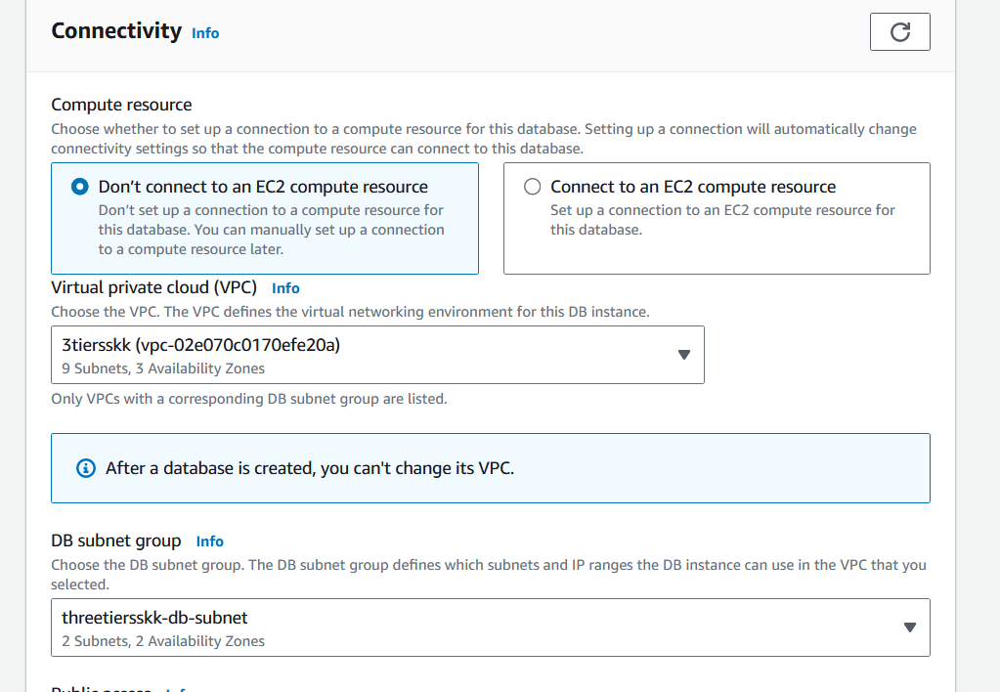 Connectivity Info
Compute resource
Choose whether to set up a connection to a compute resource for this database. Setting up a connection will automatically change
connectivity settings so that the compute resource can connect to this database.
Don’t connect to an EC2 compute resource
Don’t set up a connection to a compute resource for
this database. You can manually set up a connection
to a compute resource later.
Connect to an EC2 compute resource
Set up a connection to an EC2 compute resource for
this database.
Virtual private cloud (VPC) Info
Choose the VPC. The VPC defines the virtual networking environment for this DB instance.
3tiersskk (vpc-02e070c0170efe20a)
9 Subnets, 3 Availability Zones
Only VPCs with a corresponding DB subnet group are listed.
After a database is created, you can't change its VPC.
DB subnet group Info
Choose the DB subnet group. The DB subnet group defines which subnets and IP ranges the DB instance can use in the VPC that you
selected.
threetiersskk-db-subnet
2 Subnets, 2 Availability Zones
Public access Info